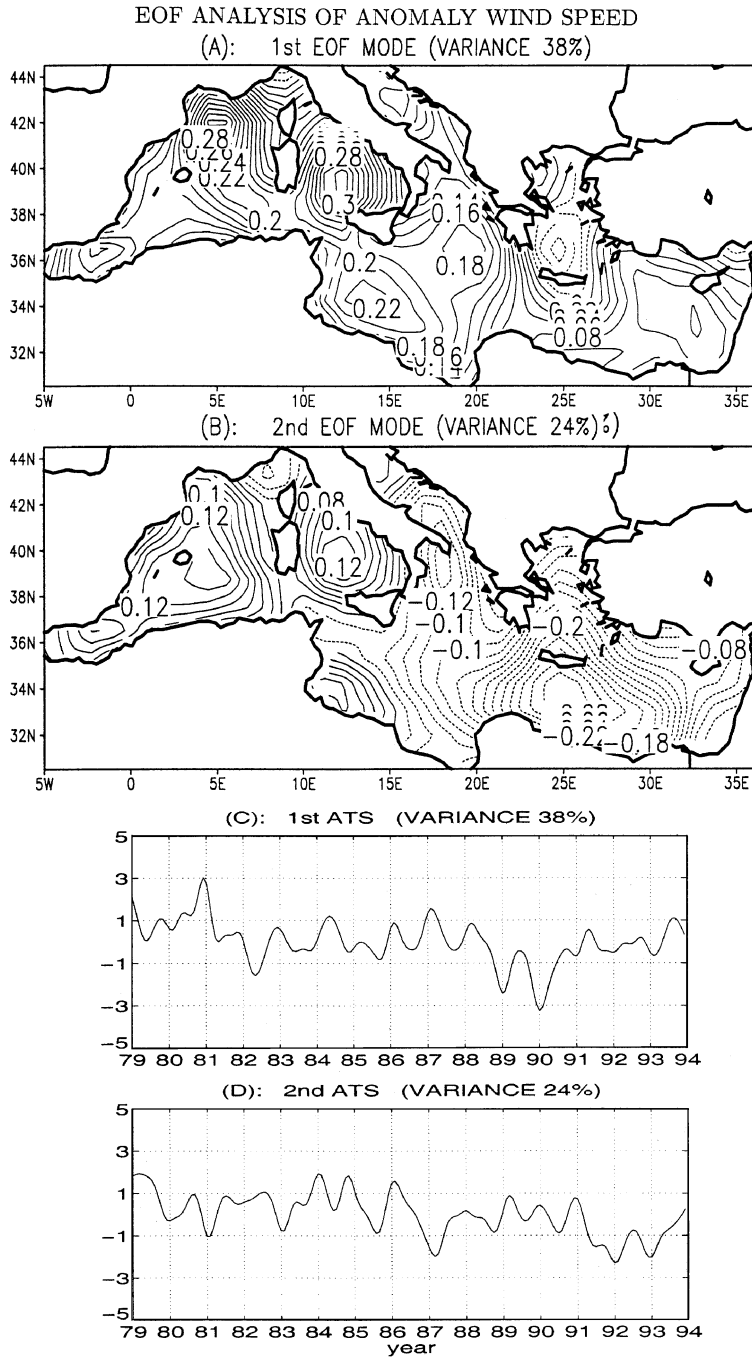 EOF ANALYSIS OF ANOMALY WIND SPEED
(A): 1st EOF MODE (VARIANCE 38%)
44N
42N
40N
38N
36N
34N
32N
0.28
0.24
0.22
0.2
0.28
0.3
0.2
0.22
0.18
0.16
0.18
0.08
5W 0 5E 10E 15E 20E 25E 30E 35E
(B): 2nd EOF MODE (VARIANCE 24%)
44N
42N
40N
38N
36N
34N
32N
0.1
0.12
0.12
0.08
0.1
0.12
-0.12
-0.1
-0.1
-0.2
-0.08
-0.18
5W 0 5E 10E 15E 20E 25E 30E 35E
(C): 1st ATS (VARIANCE 38%)
5
3
1
-1
-3
-5
79 80 81 82 83 84 85 86 87 88 89 90 91 92 93 94
(D): 2nd ATS (VARIANCE 24%)
5
3
1
-1
-3
-5
79 80 81 82 83 84 85 86 87 88 89 90 91 92 93 94
year